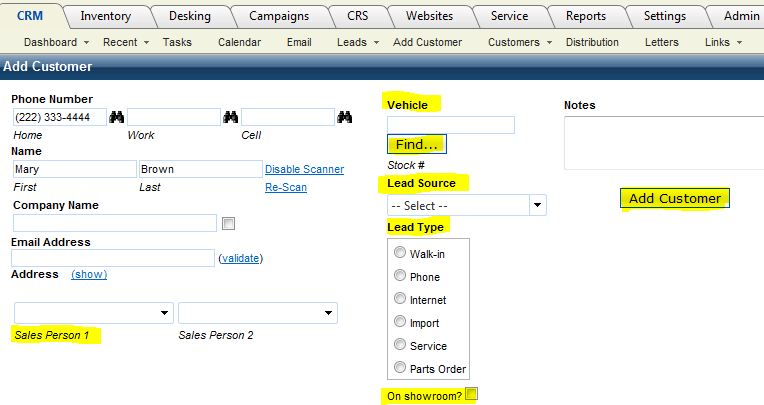 CRM Inventory Desking Campaigns CRS Websites Service Reports Settings Admin
Dashboard Recent Tasks Calendar Email Leads Add Customer Customers Distribution Letters Links
Add Customer
Phone Number
(222) 333-4444
Home Work Cell
Name
Mary Brown Disable Scanner
First Last Re-Scan
Company Name
Email Address
(validate)
Address (show)
Sales Person 1 Sales Person 2
Vehicle
Find...
Stock #
Lead Source
-- Select --
Lead Type
Walk-in
Phone
Internet
Import
Service
Parts Order
On showroom?
Notes
Add Customer